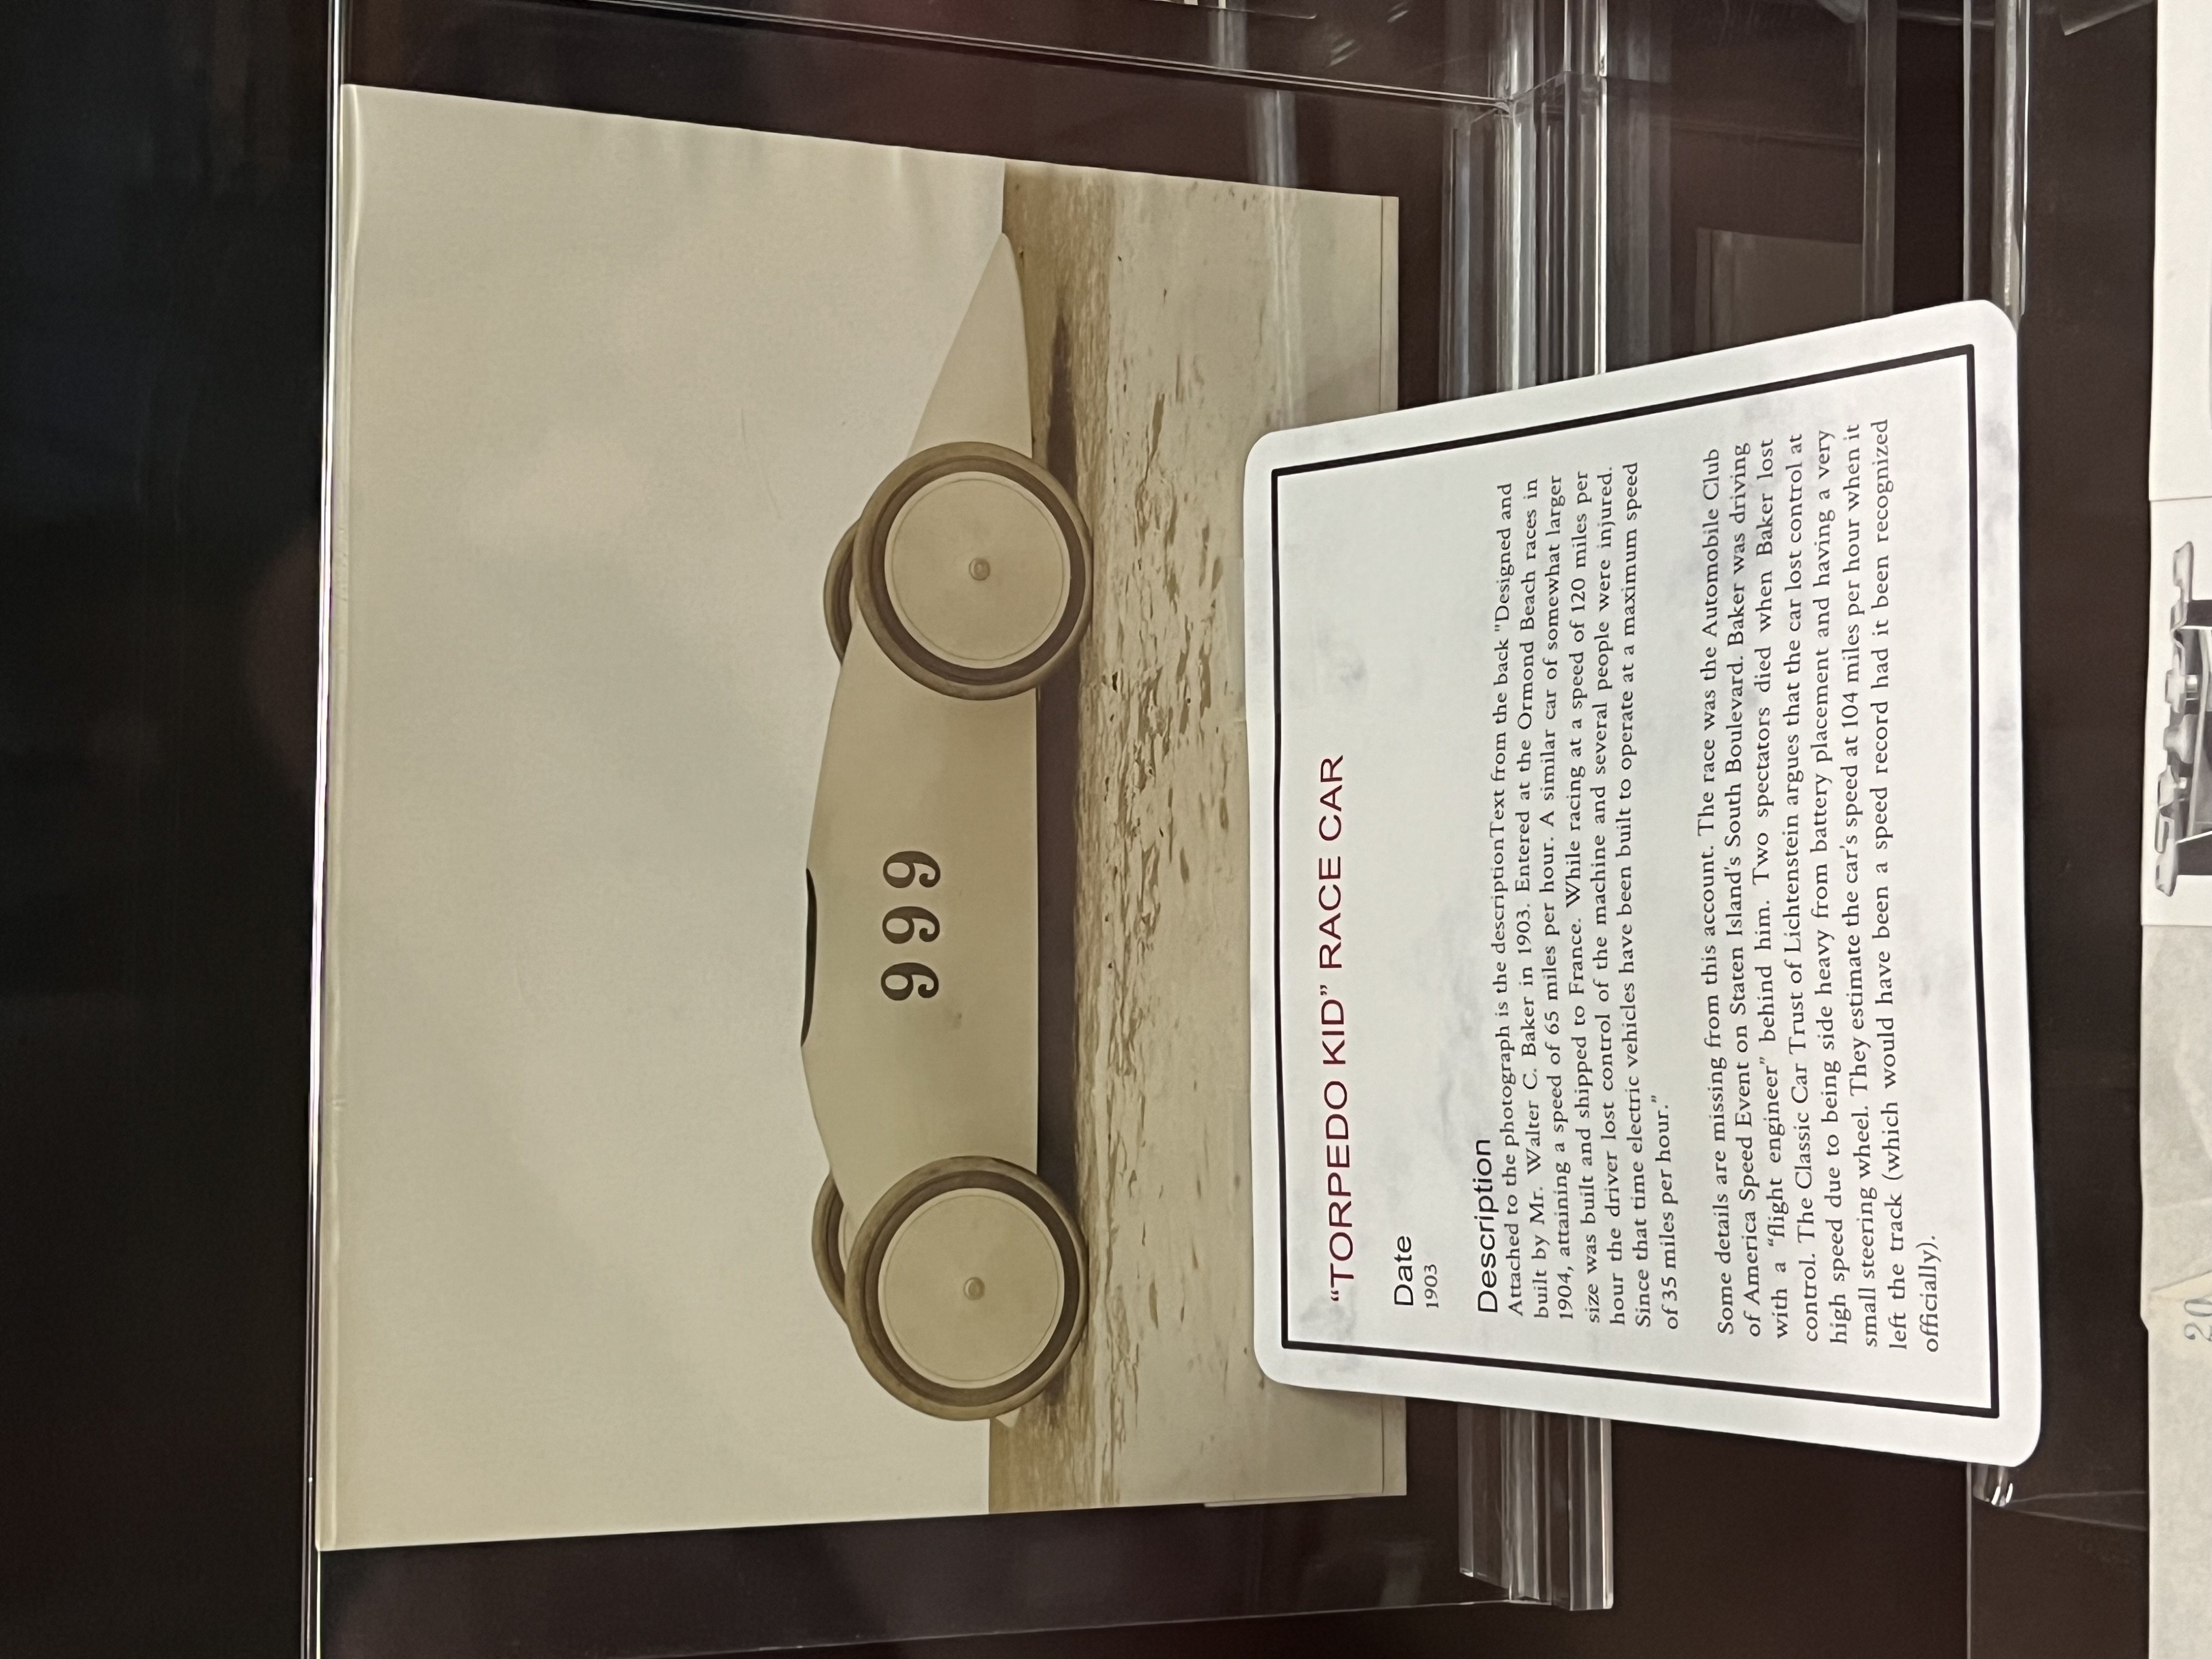 999
"TORPEDO KID" RACE CAR
Date
1903
Description
Attached to the photograph is the descriptionText from the back "Designed and
built by Mr. Walter C. Baker in 1903. Entered at the Ormond Beach races in
1904, attaining a speed of 65 miles per hour. A similar car of somewhat larger
size was built and shipped to France. While racing at a speed of 120 miles per
hour the driver lost control of the machine and several people were injured.
Since that time electric vehicles have been built to operate at a maximum speed
of 35 miles per hour."
Some details are missing from this account. The race was the Automobile Club
of America Speed Event on Staten Island's South Boulevard. Baker was driving
with a "flight engineer" behind him. Two spectators died when Baker lost
control. The Classic Car Trust of Lichtenstein argues that the car lost control at
high speed due to being side heavy from battery placement and having a very
small steering wheel. They estimate the car's speed at 104 miles per hour when it
left the track (which would have been a speed record had it been recognized
officially).
20